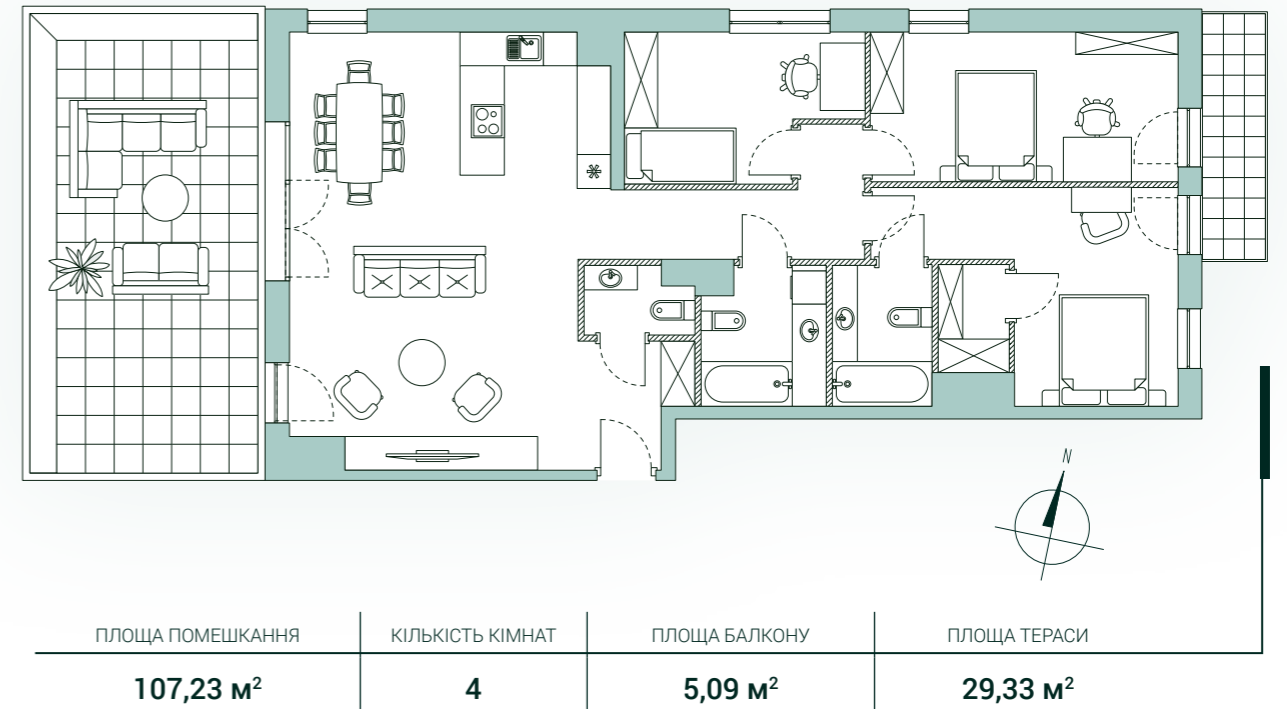 N
ПЛОЩА ПОМЕШКАННЯ
КІЛЬКІСТЬ КІМНАТ
ПЛОЩА БАЛКОНУ
ПЛОЩА ТЕРАСИ
107,23 м²
4
5,09 м²
29,33 м²